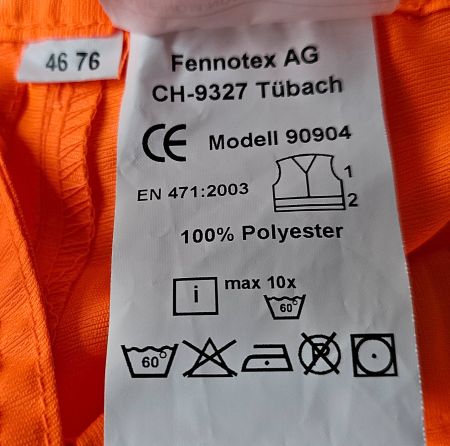 46 76
Fennotex AG
CH-9327 Tübach
CE Modell 90904
EN 471:2003
1
2
100% Polyester
i max 10x
60
60°